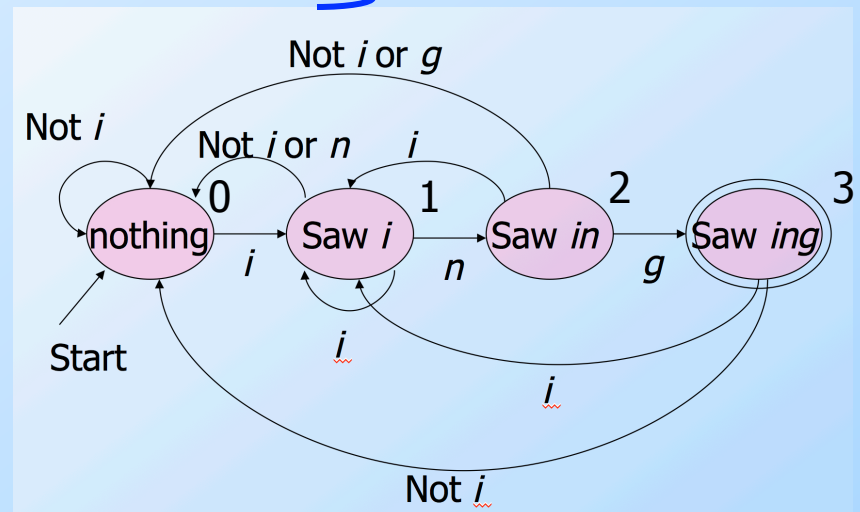 Not i or g
Not i
Not i or n
i
0
1
2
3
nothing
Saw i
Saw in
Saw ing
i
n
g
Start
i
i
Not i